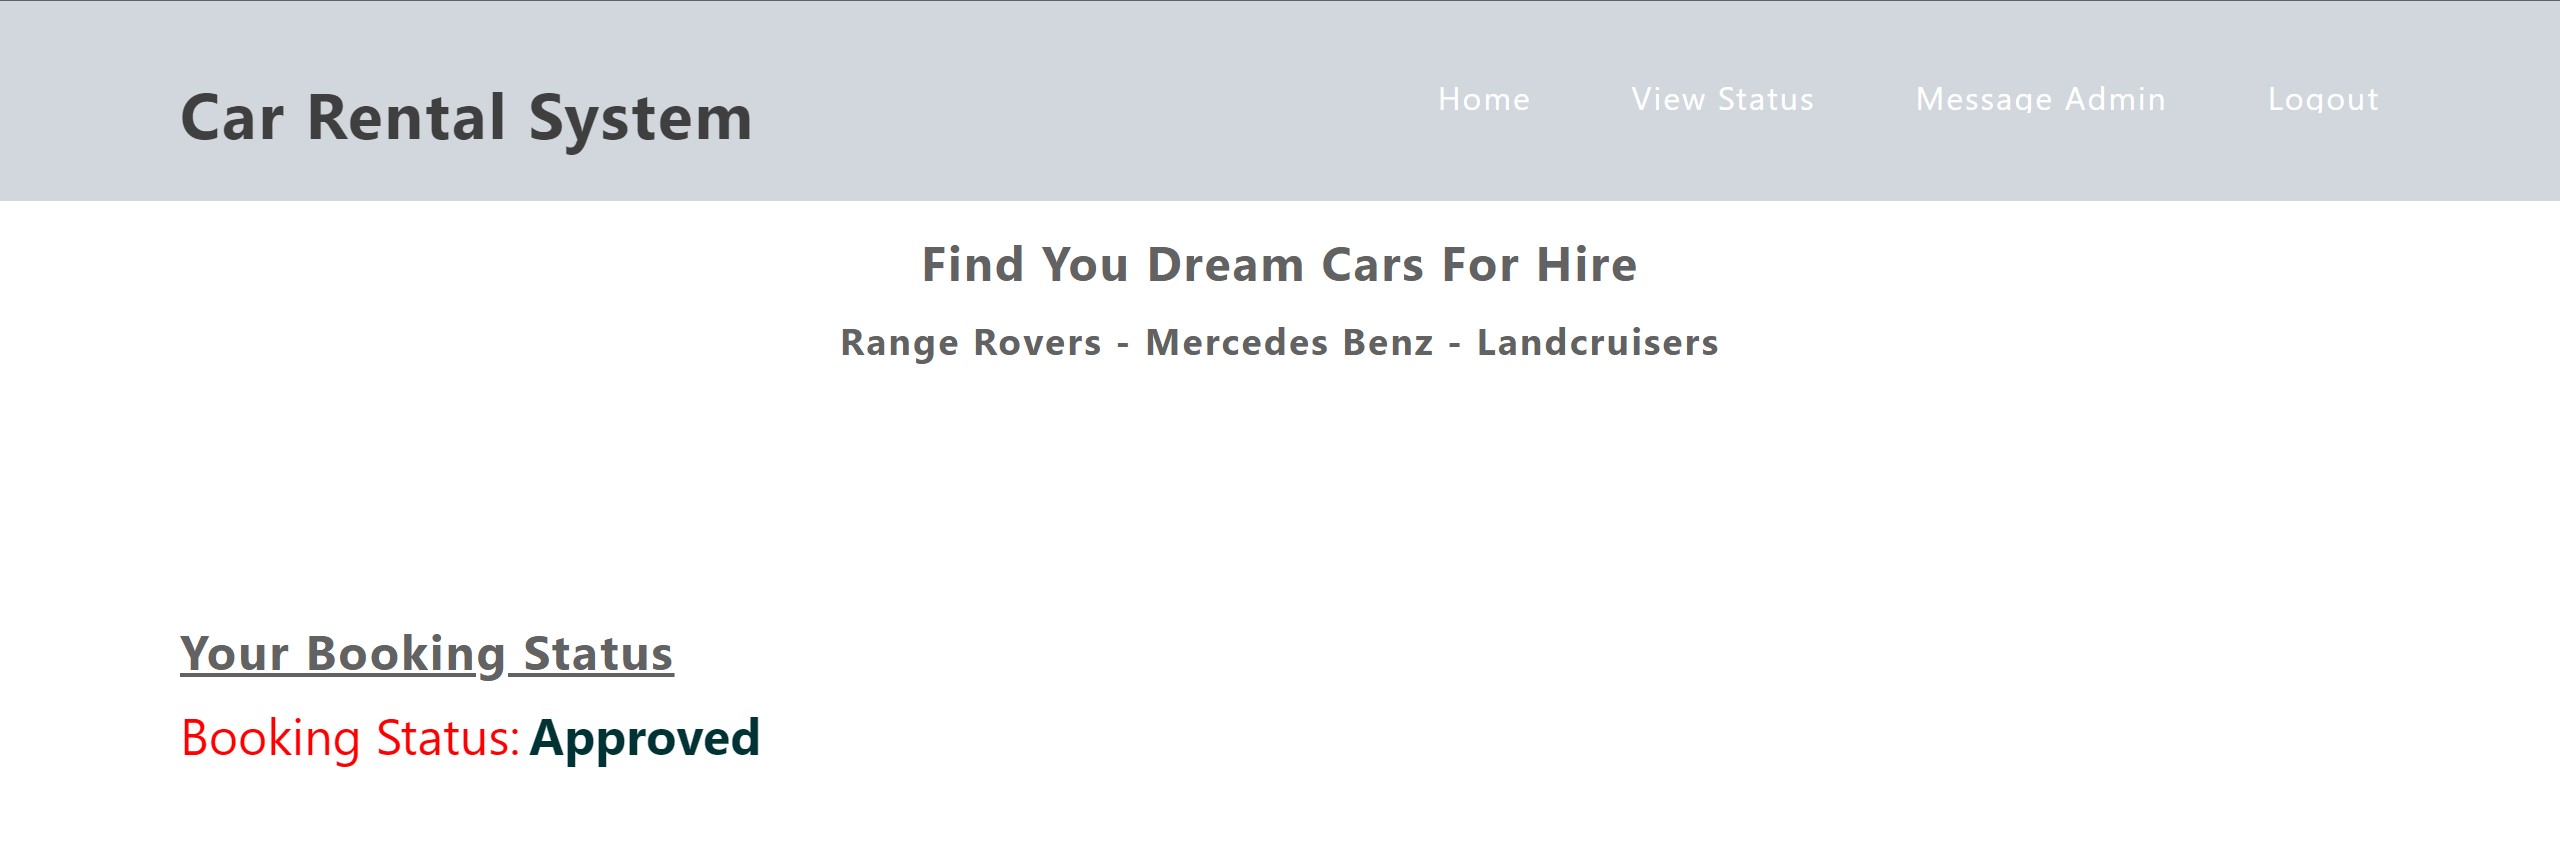 Car Rental System
Home View Status Message Admin Logout
Find You Dream Cars For Hire
Range Rovers - Mercedes Benz - Landcruisers
Your Booking Status
Booking Status: Approved